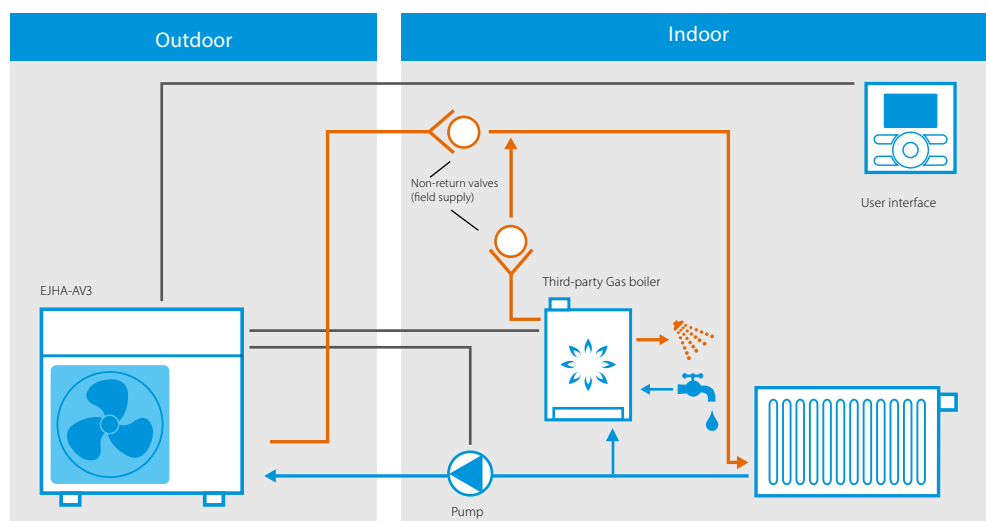 Outdoor
Indoor
Non-return valves
(field supply)
User interface
EJHA-AV3
Third-party Gas boiler
Pump